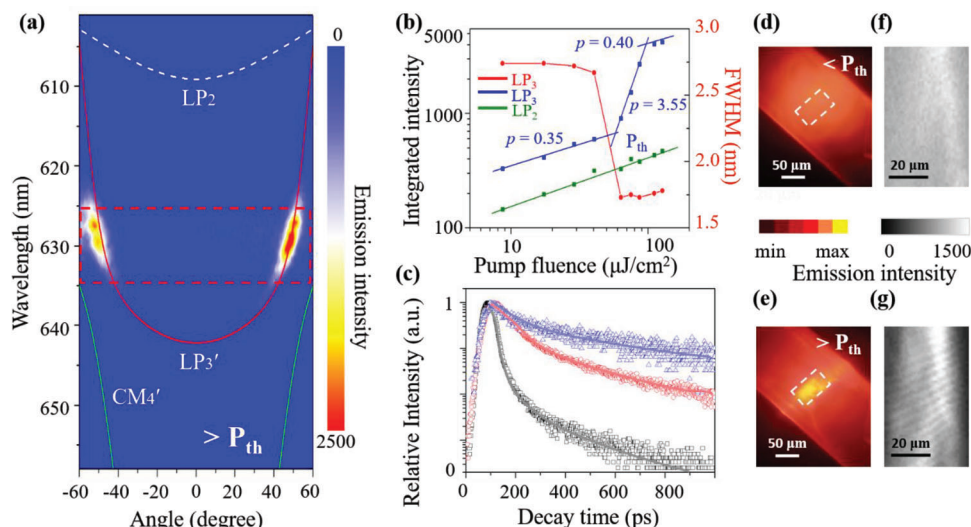 (a)
610
620
630
640
650
Wavelength (nm)
-60 -40 -20 0 20 40 60
Angle (degree)
LP2
LP3′
CM4′
> Pth
0
Emission intensity
2500
(b)
5000
1000
100
Integrated intensity
3.0
2.5
2.0
1.5
FWHM (nm)
LP3
LP3
LP2
p = 0.40
p = 3.55
p = 0.35
Pth
10 100
Pump fluence (μJ/cm²)
(c)
1
0
Relative Intensity (a.u.)
0 200 400 600 800
Decay time (ps)
(d)
< Pth
50 μm
(f)
20 μm
min max
0 1500
Emission intensity
(e)
> Pth
50 μm
(g)
20 μm